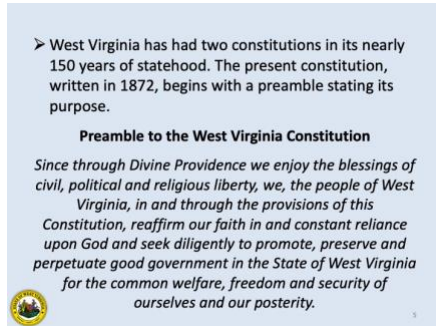 ➢ West Virginia has had two constitutions in its nearly
150 years of statehood. The present constitution,
written in 1872, begins with a preamble stating its
purpose.
Preamble to the West Virginia Constitution
Since through Divine Providence we enjoy the blessings of
civil, political and religious liberty, we, the people of West
Virginia, in and through the provisions of this
Constitution, reaffirm our faith in and constant reliance
upon God and seek diligently to promote, preserve and
perpetuate good government in the State of West Virginia
for the common welfare, freedom and security of
ourselves and our posterity.
5